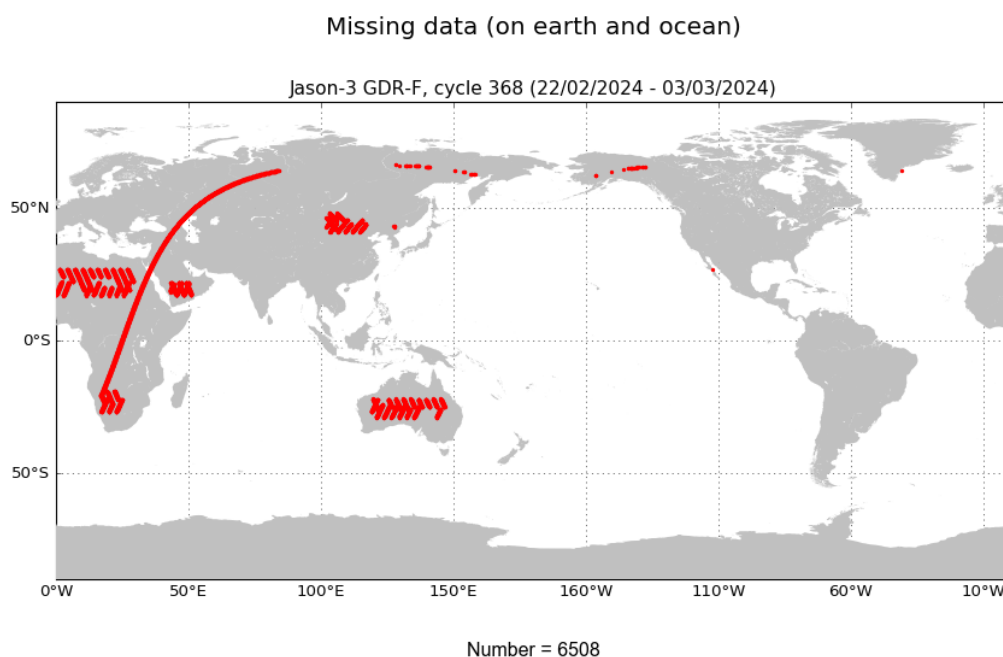 Missing data (on earth and ocean)
Jason-3 GDR-F, cycle 368 (22/02/2024 - 03/03/2024)
50°N
0°S
50°S
0°W 50°E 100°E 150°E 160°W 110°W 60°W 10°W
Number = 6508